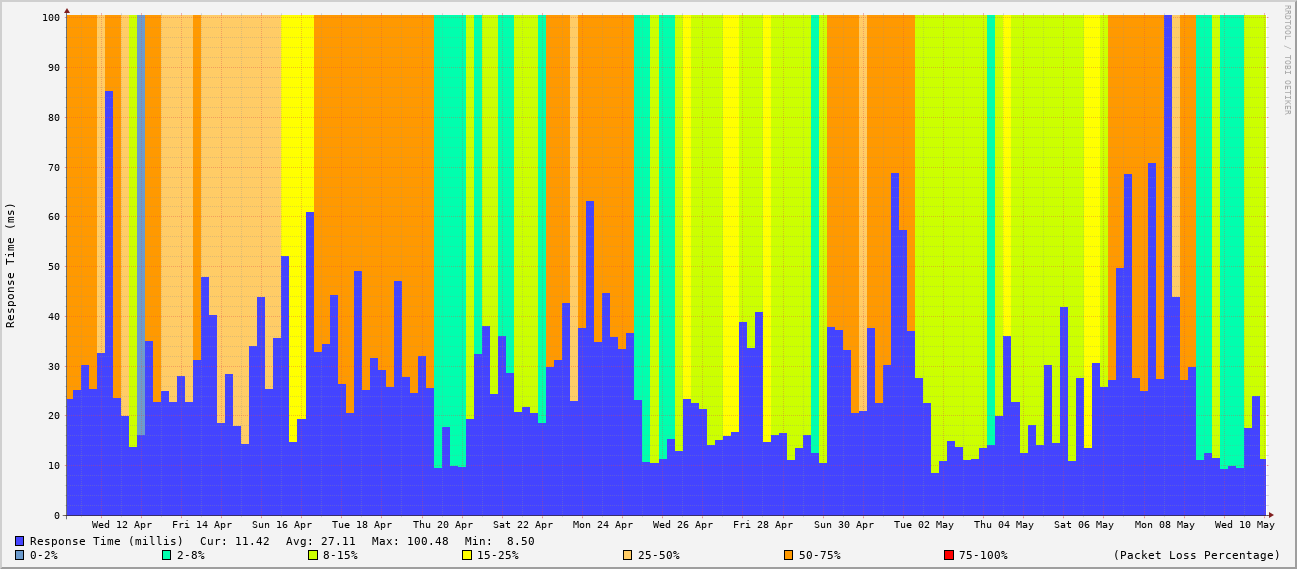 RRDTOOL / TOBI OETIKER
Response Time (ms)
100
90
80
70
60
50
40
30
20
10
0
Wed 12 Apr Fri 14 Apr Sun 16 Apr Tue 18 Apr Thu 20 Apr Sat 22 Apr Mon 24 Apr Wed 26 Apr Fri 28 Apr Sun 30 Apr Tue 02 May Thu 04 May Sat 06 May Mon 08 May Wed 10 May
Response Time (millis) Cur: 11.42 Avg: 27.11 Max: 100.48 Min: 8.50
0-2% 2-8% 8-15% 15-25% 25-50% 50-75% 75-100% (Packet Loss Percentage)